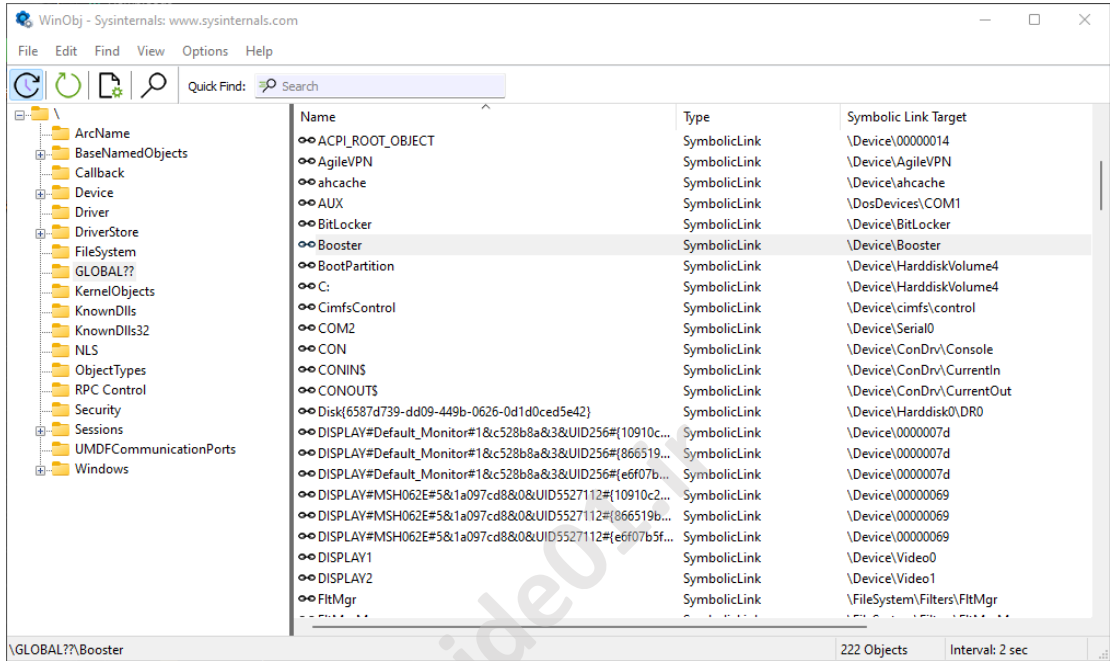 WinObj - Sysinternals: www.sysinternals.com
File Edit Find View Options Help
Quick Find: Search
\
ArcName
BaseNamedObjects
Callback
Device
Driver
DriverStore
FileSystem
GLOBAL??
KernelObjects
KnownDlls
KnownDlls32
NLS
ObjectTypes
RPC Control
Security
Sessions
UMDFCommunicationPorts
Windows
Name Type Symbolic Link Target
ACPI_ROOT_OBJECT SymbolicLink \Device\00000014
AgileVPN SymbolicLink \Device\AgileVPN
ahcache SymbolicLink \Device\ahcache
AUX SymbolicLink \DosDevices\COM1
BitLocker SymbolicLink \Device\BitLocker
Booster SymbolicLink \Device\Booster
BootPartition SymbolicLink \Device\HarddiskVolume4
C: SymbolicLink \Device\HarddiskVolume4
CimfsControl SymbolicLink \Device\cimfs\control
COM2 SymbolicLink \Device\Serial0
CON SymbolicLink \Device\ConDrv\Console
CONIN$ SymbolicLink \Device\ConDrv\CurrentIn
CONOUT$ SymbolicLink \Device\ConDrv\CurrentOut
Disk{6587d739-dd09-449b-0626-0d1d0ced5e42} SymbolicLink \Device\Harddisk0\DR0
DISPLAY#Default_Monitor#1&c528b8a&3&UID256#{10910c... SymbolicLink \Device\0000007d
DISPLAY#Default_Monitor#1&c528b8a&3&UID256#{866519... SymbolicLink \Device\0000007d
DISPLAY#Default_Monitor#1&c528b8a&3&UID256#{e6f07b... SymbolicLink \Device\0000007d
DISPLAY#MSH062E#5&1a097cd8&0&UID5527112#{10910c2... SymbolicLink \Device\00000069
DISPLAY#MSH062E#5&1a097cd8&0&UID5527112#{866519b... SymbolicLink \Device\00000069
DISPLAY#MSH062E#5&1a097cd8&0&UID5527112#{e6f07b5f... SymbolicLink \Device\00000069
DISPLAY1 SymbolicLink \Device\Video0
DISPLAY2 SymbolicLink \Device\Video1
FltMgr SymbolicLink \FileSystem\Filters\FltMgr
\GLOBAL??\Booster 222 Objects Interval: 2 sec